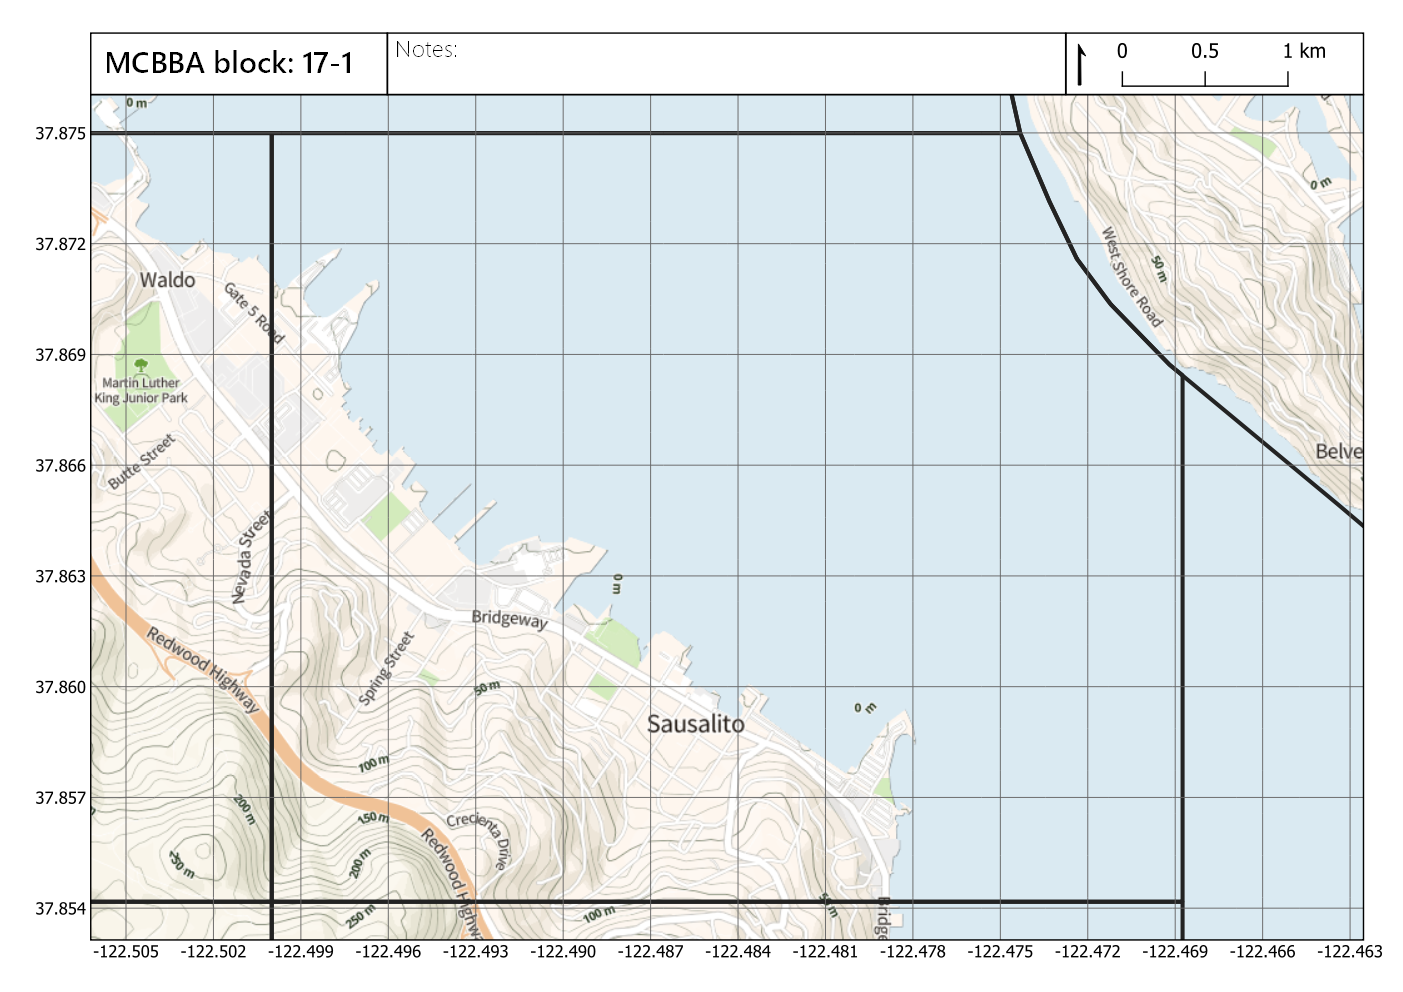 MCBBA block: 17-1
Notes:
0 0.5 1 km
0 m
37.875
0 m
37.872
West Shore Road
50 m
Waldo
Gate 5 Road
37.869
Martin Luther
King Junior Park
Butte Street
37.866
Belve
Nevada Street
37.863
0 m
Bridgeway
Redwood Highway
Spring Street
37.860
50 m
0 m
Sausalito
100 m
37.857
200 m
150 m
Crecienta Drive
Redwood Highwa
200 m
250 m
50 m
37.854
250 m
100 m
Bridge
-122.505 -122.502 -122.499 -122.496 -122.493 -122.490 -122.487 -122.484 -122.481 -122.478 -122.475 -122.472 -122.469 -122.466 -122.463